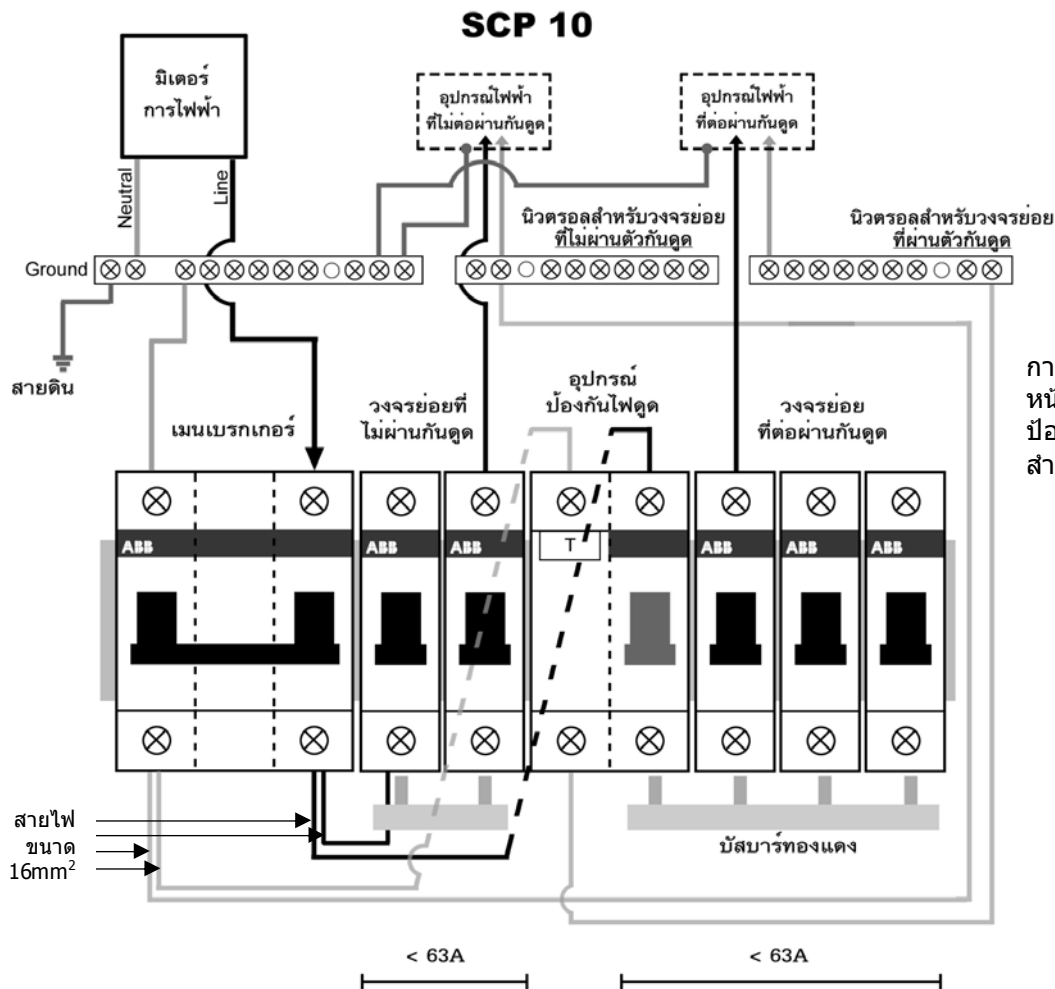 SCP 10
มิเตอร์
การไฟฟ้า
อุปกรณ์ไฟฟ้า
ที่ไม่ต่อผ่านกันดูด
อุปกรณ์ไฟฟ้า
ที่ต่อผ่านกันดูด
Neutral
Line
นิวตรอลสำหรับวงจรย่อย
ที่ไม่ผ่านตัวกันดูด
นิวตรอลสำหรับวงจรย่อย
ที่ผ่านตัวกันดูด
Ground
สายดิน
เมนเบรกเกอร์
วงจรย่อยที่
ไม่ผ่านกันดูด
อุปกรณ์
ป้องกันไฟดูด
วงจรย่อย
ที่ต่อผ่านกันดูด
กา
หน้
ป้อ
สำ
ABB
ABB
ABB
T
ABB
ABB
ABB
สายไฟ
ขนาด
16mm²
บัสบาร์ทองแดง
< 63A
< 63A